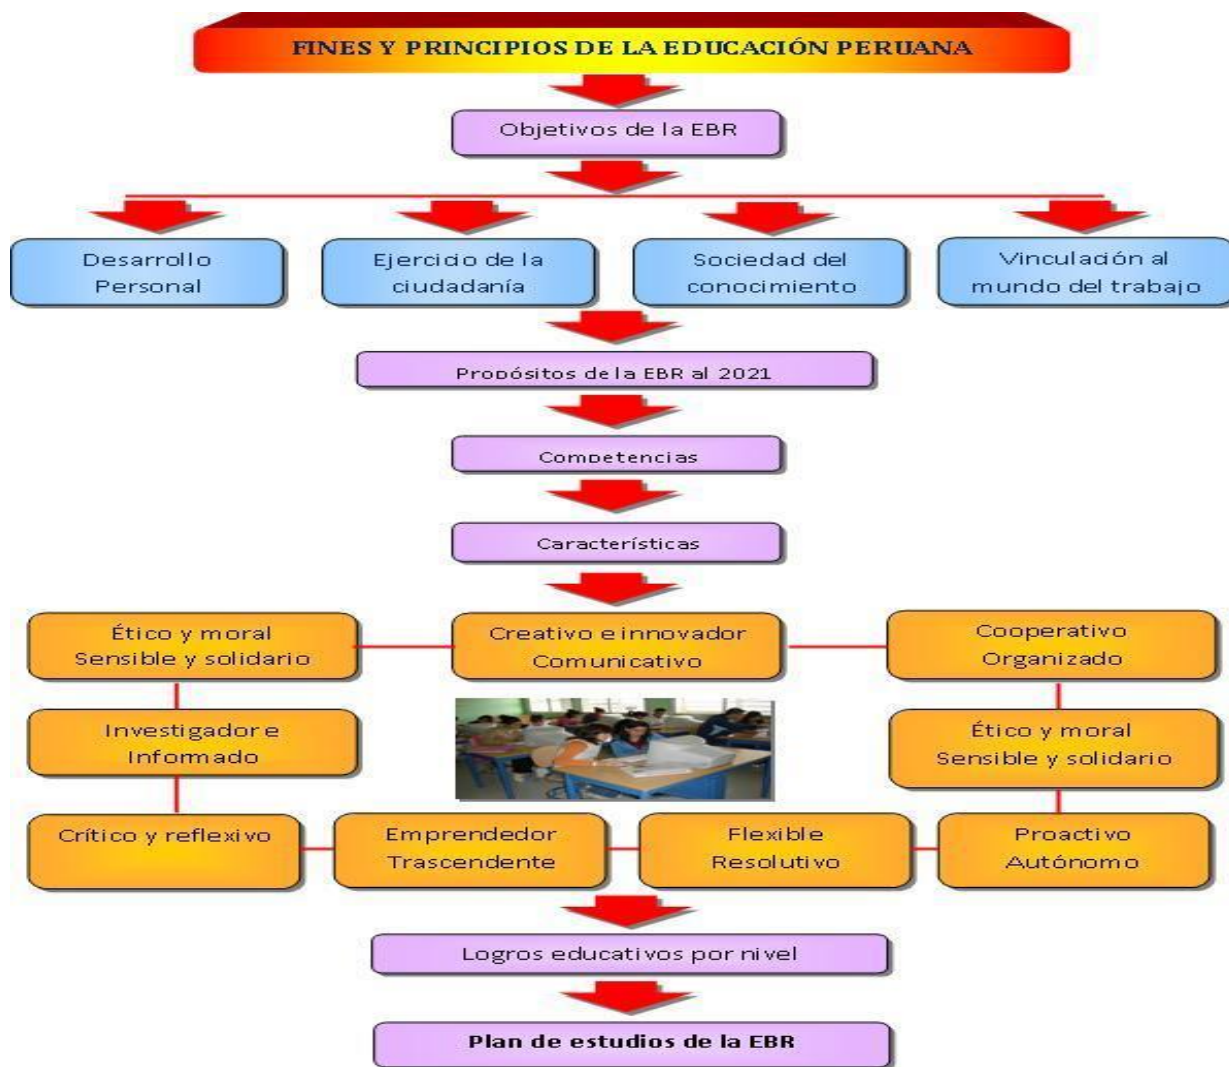 FINES Y PRINCIPIOS DE LA EDUCACIÓN PERUANA
Objetivos de la EBR
Desarrollo
Personal
Ejercicio de la
ciudadanía
Sociedad del
conocimiento
Vinculación al
mundo del trabajo
Propósitos de la EBR al 2021
Competencias
Características
Ético y moral
Sensible y solidario
Creativo e innovador
Comunicativo
Cooperativo
Organizado
Investigador e
Informado
Ético y moral
Sensible y solidario
Crítico y reflexivo
Emprendedor
Trascendente
Flexible
Resolutivo
Proactivo
Autónomo
Logros educativos por nivel
Plan de estudios de la EBR